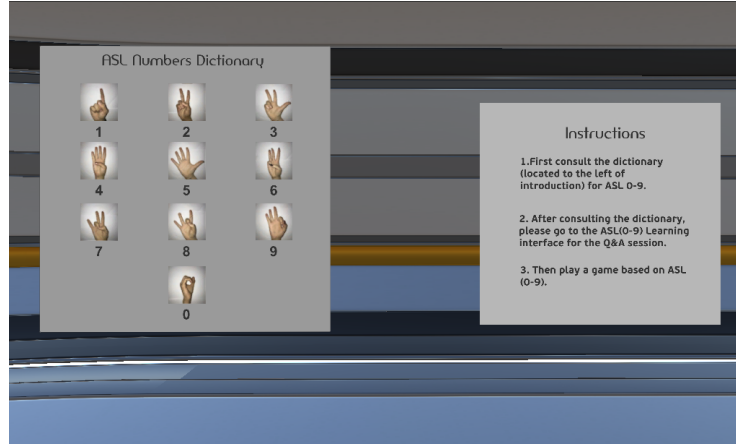 ASL Numbers Dictionary
1 2 3
4 5 6
7 8 9
0
Instructions
1.First consult the dictionary
(located to the left of
introduction) for ASL 0-9.
2. After consulting the dictionary,
please go to the ASL(0-9) Learning
interface for the Q&A session.
3. Then play a game based on ASL
(0-9).